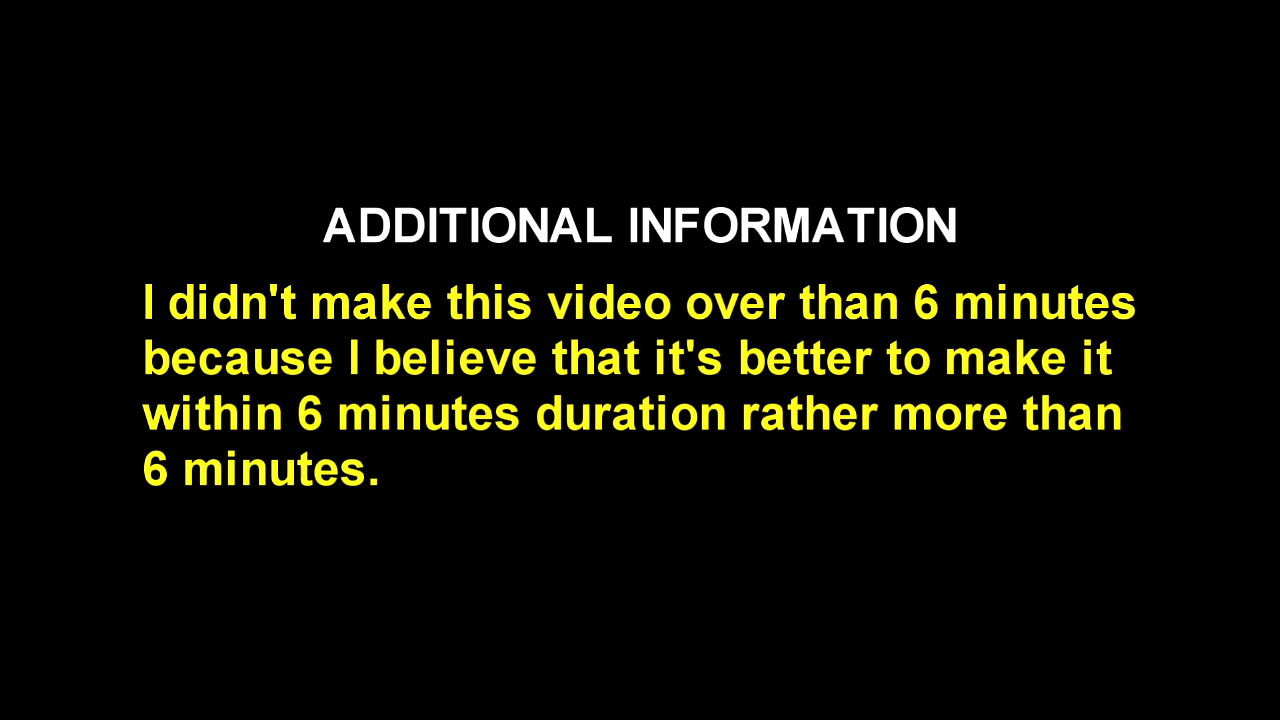 ADDITIONAL INFORMATION
I didn't make this video over than 6 minutes
because I believe that it's better to make it
within 6 minutes duration rather more than
6 minutes.